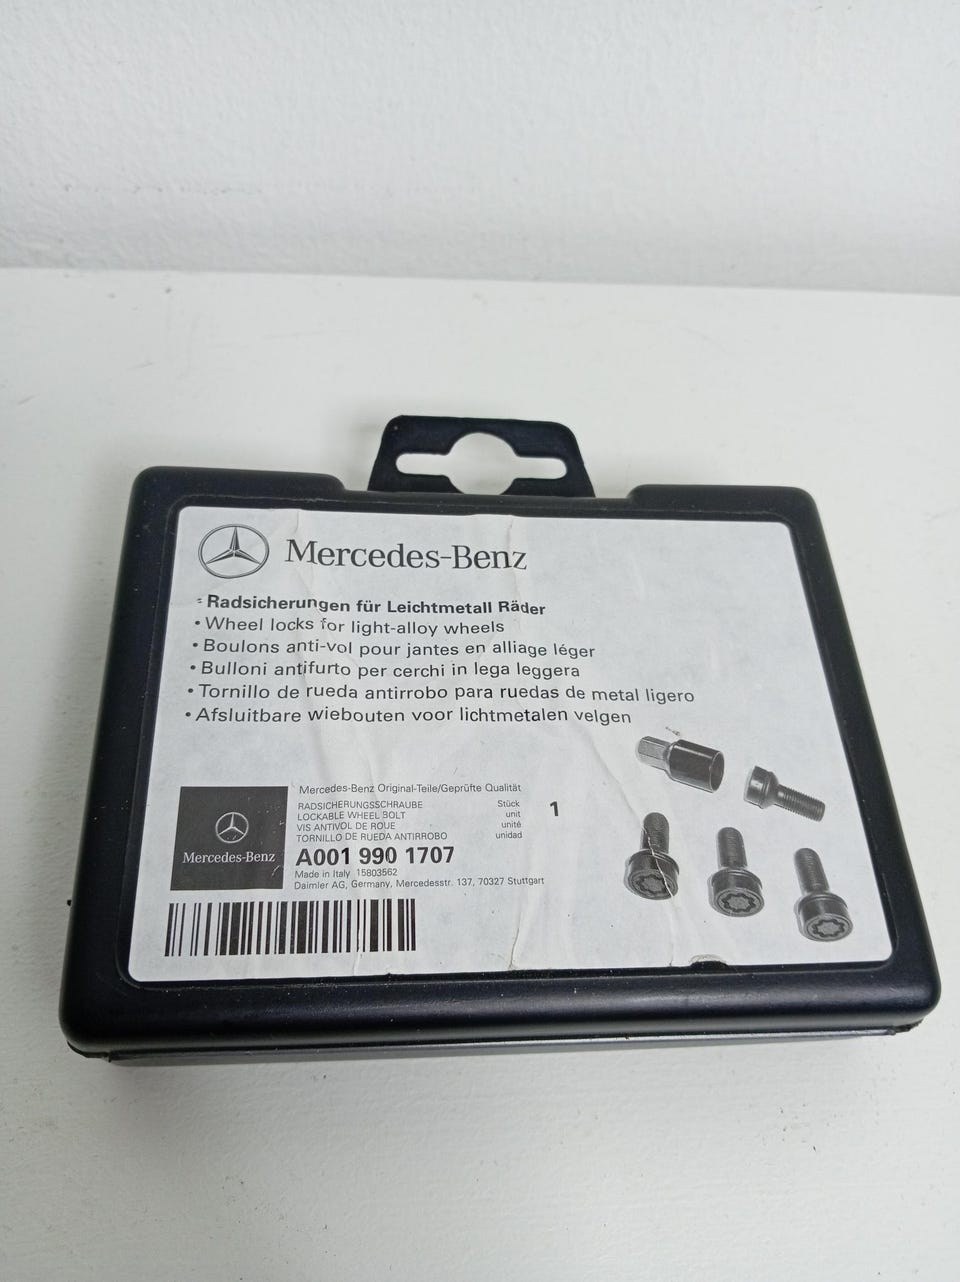 Mercedes-Benz
Radsicherungen für Leichtmetall Räder
• Wheel locks for light-alloy wheels
• Boulons anti-vol pour jantes en alliage léger
• Bulloni antifurto per cerchi in lega leggera
• Tornillo de rueda antirrobo para ruedas de metal ligero
• Afsluitbare wiebouten voor lichtmetalen velgen
Mercedes-Benz Original-Teile/Geprüfte Qualität
RADSICHERUNGSSCHRAUBE Stück 1
LOCKABLE WHEEL BOLT unit
VIS ANTIVOL DE ROUE unité
TORNILLO DE RUEDA ANTIRROBO unidad
Mercedes-Benz
A001 990 1707
Made in Italy 15803562
Daimler AG, Germany, Mercedesstr. 137, 70327 Stuttgart